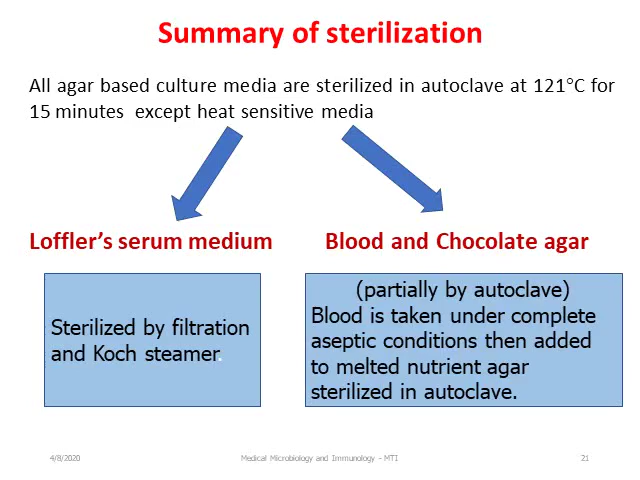 Summary of sterilization
All agar based culture media are sterilized in autoclave at 121°C for
15 minutes except heat sensitive media
Loffler’s serum medium
Blood and Chocolate agar
Sterilized by filtration
and Koch steamer.
(partially by autoclave)
Blood is taken under complete
aseptic conditions then added
to melted nutrient agar
sterilized in autoclave.
4/8/2020
Medical Microbiology and Immunology - MTI
21